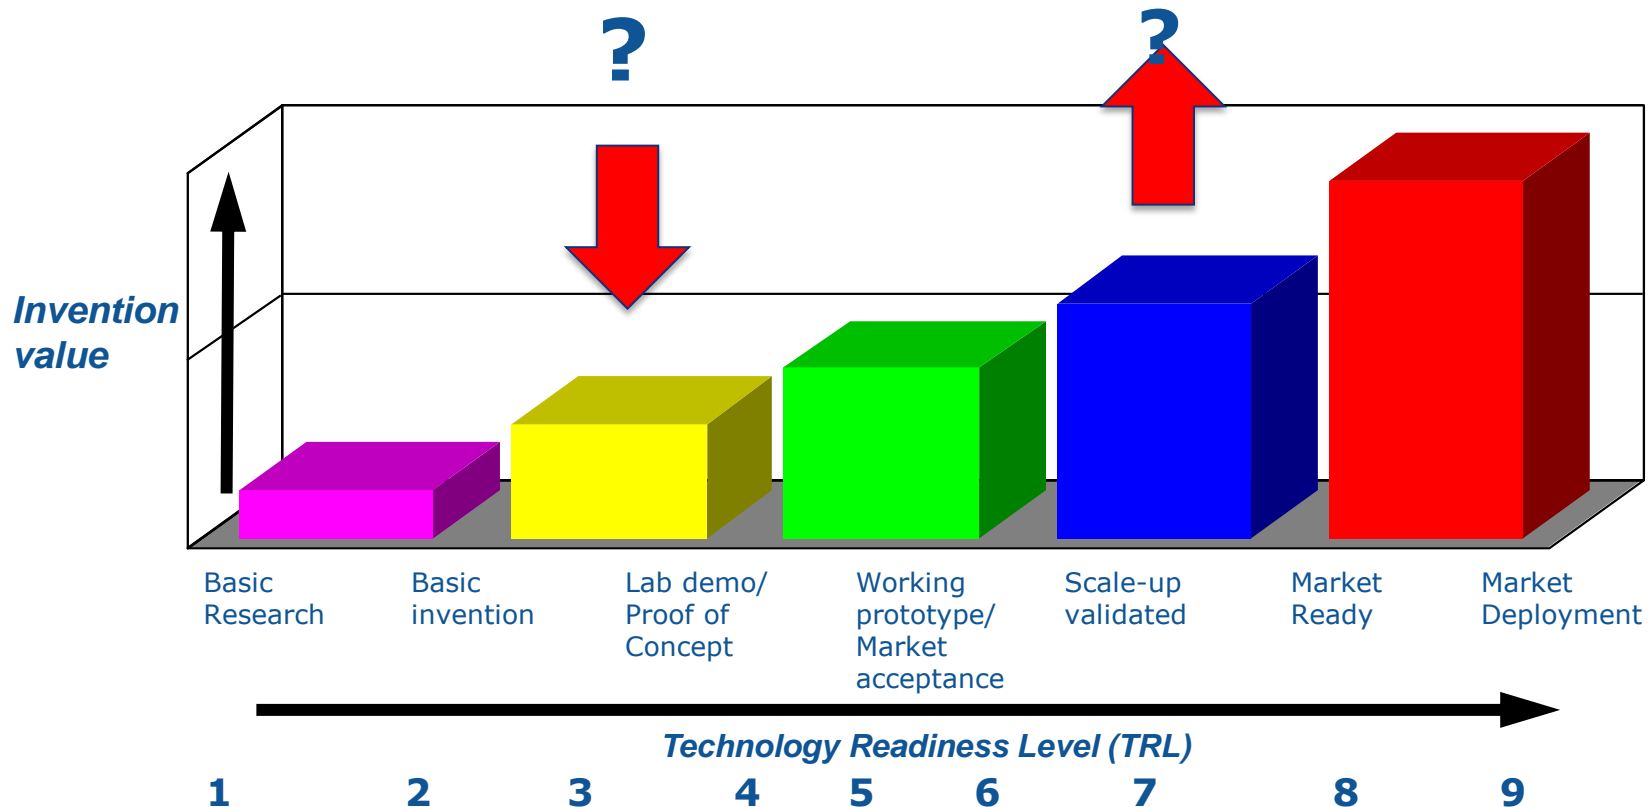 ?
?
Invention
value
Basic
Research
Basic
invention
Lab demo/
Proof of
Concept
Working
prototype/
Market
acceptance
Scale-up
validated
Market
Ready
Market
Deployment
Technology Readiness Level (TRL)
1 2 3 4 5 6 7 8 9